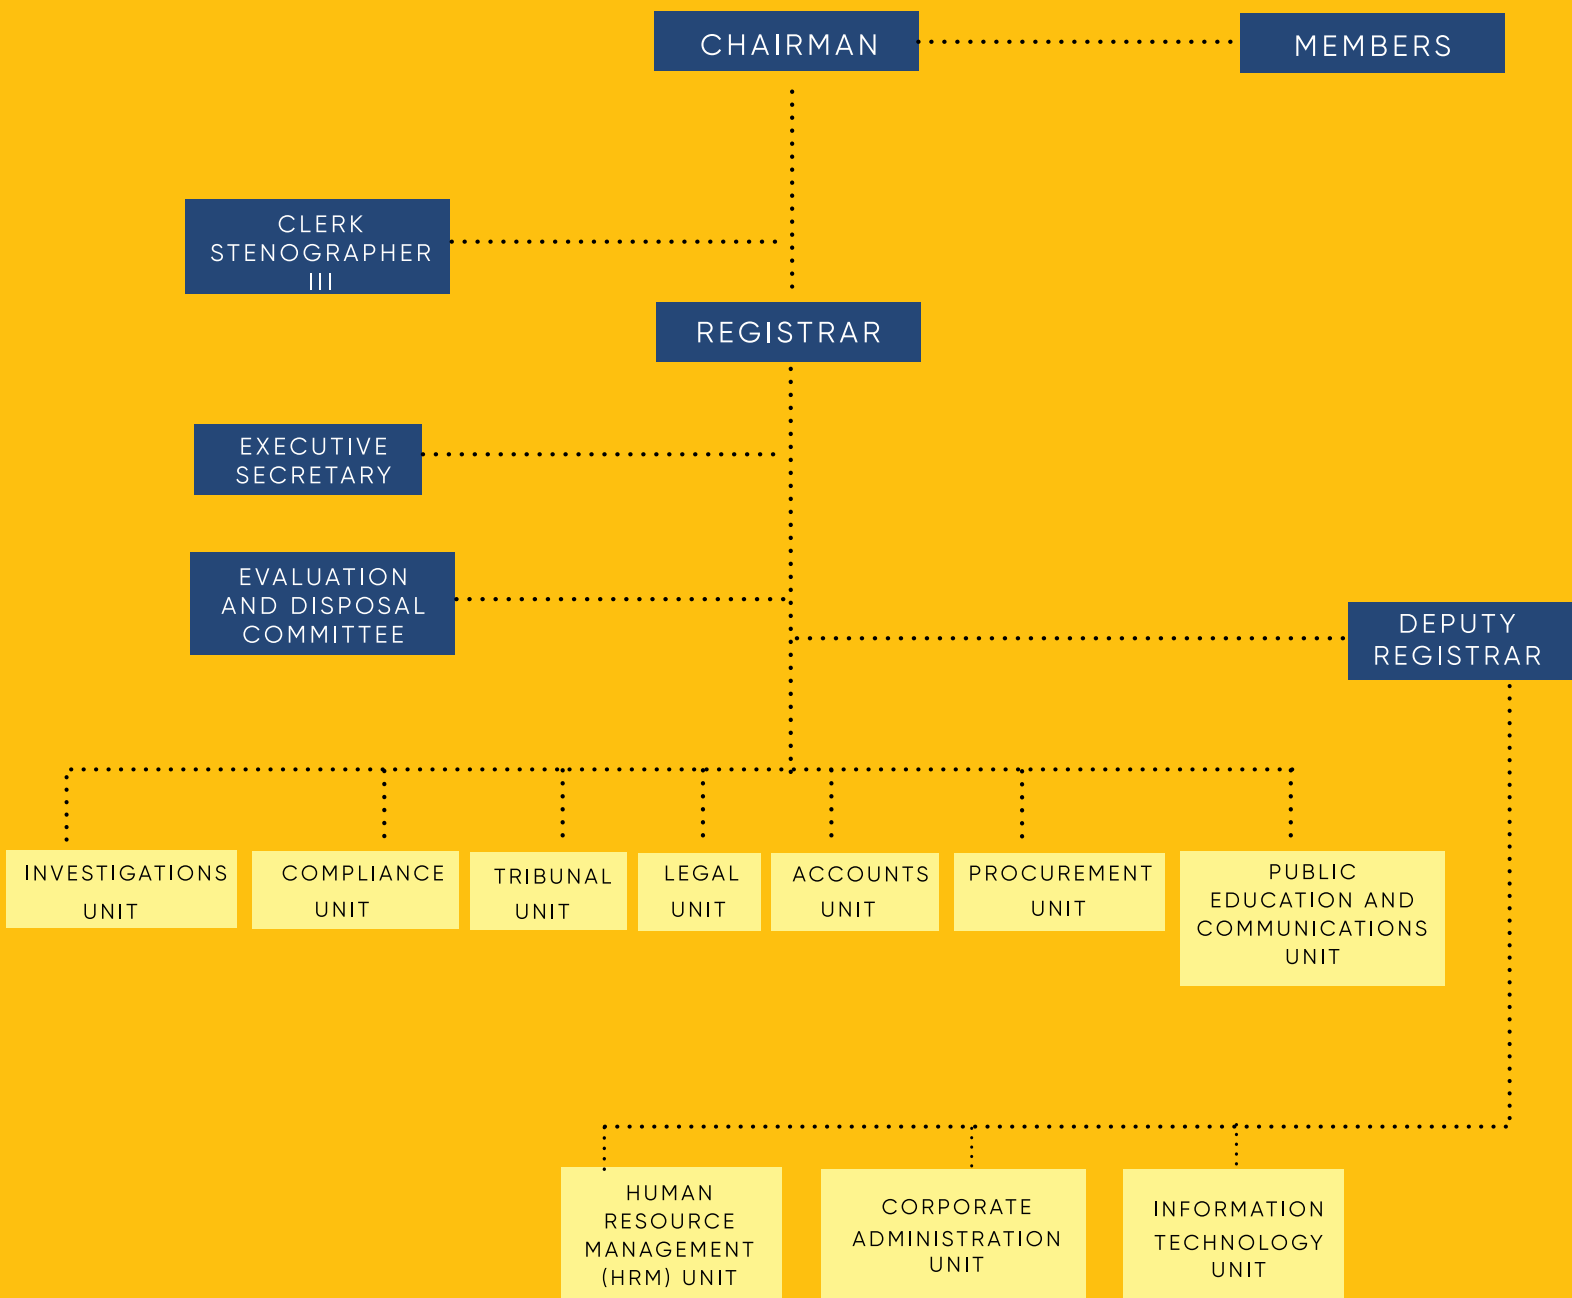 CHAIRMAN
MEMBERS
CLERK
STENOGRAPHER
III
REGISTRAR
EXECUTIVE
SECRETARY
EVALUATION
AND DISPOSAL
COMMITTEE
DEPUTY
REGISTRAR
INVESTIGATIONS
UNIT
COMPLIANCE
UNIT
TRIBUNAL
UNIT
LEGAL
UNIT
ACCOUNTS
UNIT
PROCUREMENT
UNIT
PUBLIC
EDUCATION AND
COMMUNICATIONS
UNIT
HUMAN
RESOURCE
MANAGEMENT
(HRM) UNIT
CORPORATE
ADMINISTRATION
UNIT
INFORMATION
TECHNOLOGY
UNIT